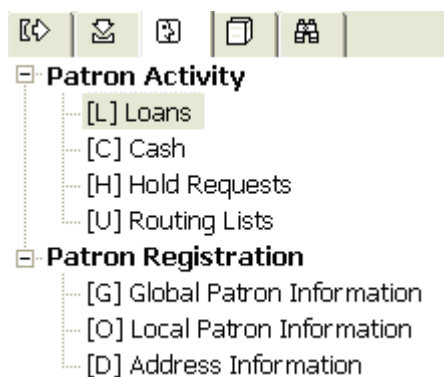 Patron Activity
[L] Loans
[C] Cash
[H] Hold Requests
[U] Routing Lists
Patron Registration
[G] Global Patron Information
[O] Local Patron Information
[D] Address Information